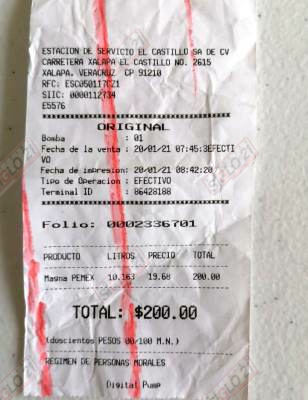 ESTACION DE SERVICIO EL CASTILLO SA DE CV
CARRETERA XALAPA EL CASTILLO NO. 2615
XALAPA, VERACRUZ CP 91210
RFC: ESC050117CZ1
SIIC: 0000112734
E5576
ORIGINAL
Bomba : 01
Fecha de la venta : 20/01/21 07:45:3EFECTI
VO
Fecha de impresion: 20/01/21 08:42:20
Tipo de Operacion : EFECTIVO
Terminal ID : 06428188
Folio: 0002336701
PRODUCTO LITROS PRECIO TOTAL
Magna PEMEX 10.163 19.68 200.00
TOTAL: $200.00
(doscientos PESOS 00/100 M.N.)
REGIMEN DE PERSONAS MORALES
Digital Pump